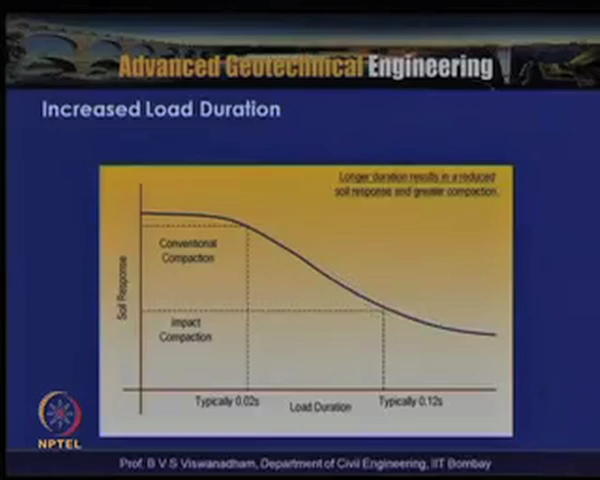 Advanced Geotechnical Engineering
Increased Load Duration
Longer duration results in a reduced
soil response and greater compaction.
Soil Response
Conventional
Compaction
Impact
Compaction
Typically 0.02s
Load Duration
Typically 0.12s
NPTEL
Prof. B V S Viswanadham, Department of Civil Engineering, IIT Bombay